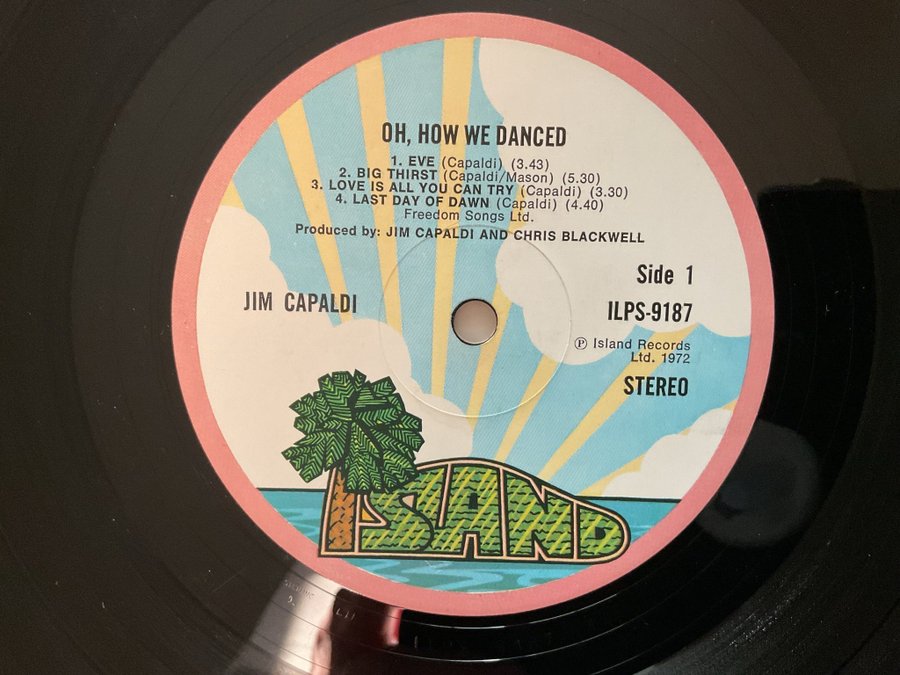 OH, HOW WE DANCED
1. EVE (Capaldi) (3.43)
2. BIG THIRST (Capaldi/Mason) (5.30)
3. LOVE IS ALL YOU CAN TRY (Capaldi) (3.30)
4. LAST DAY OF DAWN (Capaldi) (4.40)
Freedom Songs Ltd.
Produced by: JIM CAPALDI AND CHRIS BLACKWELL
Side 1
JIM CAPALDI
ILPS-9187
Ⓟ Island Records
Ltd. 1972
STEREO
ISLAND